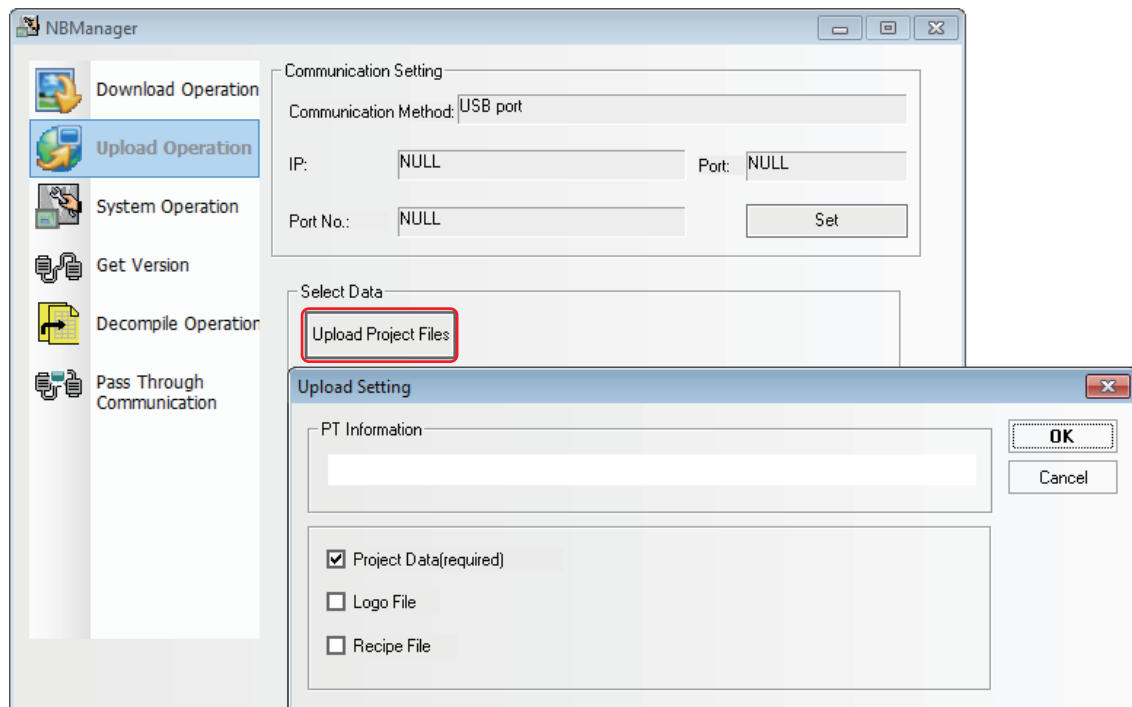 NBManager
Download Operation
Upload Operation
System Operation
Get Version
Decompile Operation
Pass Through
Communication
Communication Setting
Communication Method: USB port
IP: NULL Port: NULL
Port No.: NULL Set
Select Data
Upload Project Files
Upload Setting
PT Information
OK
Cancel
Project Data(required)
Logo File
Recipe File